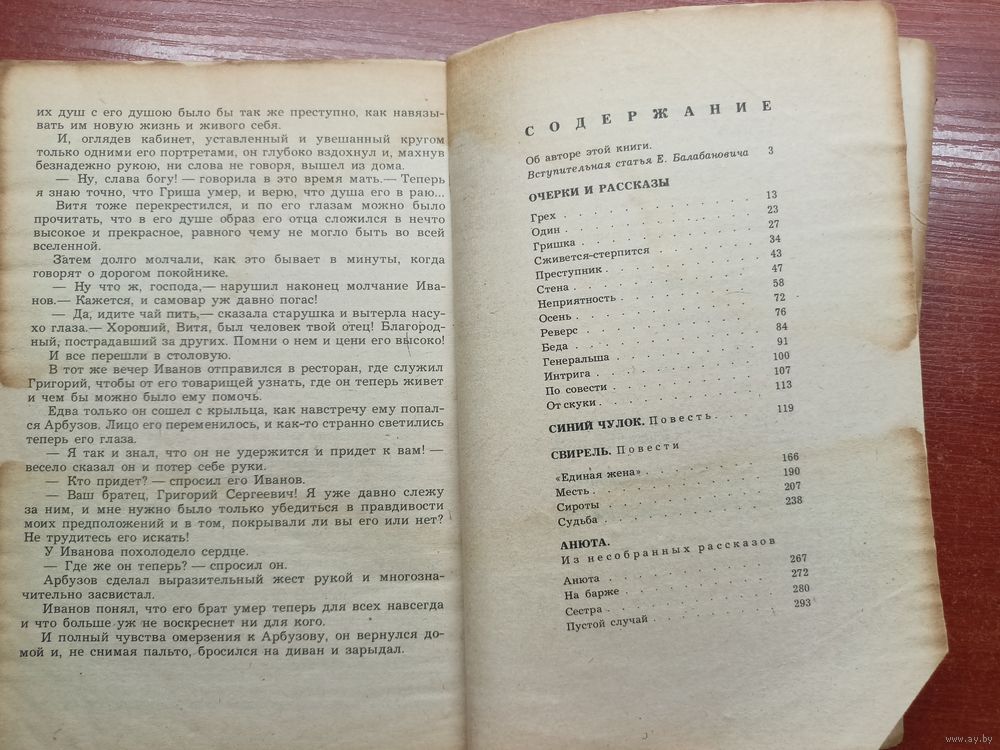 их душ с его душою было бы так же преступно, как навязы-
вать им новую жизнь и живого себя.
И, оглядев кабинет, уставленный и увешанный кругом
только одними его портретами, он глубоко вздохнул и, махнув
безнадежно рукою, ни слова не говоря, вышел из дома.
— Ну, слава богу! — говорила в это время мать.— Теперь
я знаю точно, что Гриша умер, и верю, что душа его в раю...
Витя тоже перекрестился, и по его глазам можно было
прочитать, что в его душе образ его отца сложился в нечто
высокое и прекрасное, равного чему не могло быть во всей
вселенной.
Затем долго молчали, как это бывает в минуты, когда
говорят о дорогом покойнике.
— Ну что ж, господа,— нарушил наконец молчание Ива-
нов.— Кажется, и самовар уж давно погас!
— Да, идите чай пить,— сказала старушка и вытерла насу-
хо глаза.— Хороший, Витя, был человек твой отец! Благород-
ный, пострадавший за других. Помни о нем и цени его высоко!
И все перешли в столовую.
В тот же вечер Иванов отправился в ресторан, где служил
Григорий, чтобы от его товарищей узнать, где он теперь живет
и чем бы можно было ему помочь.
Едва только он сошел с крыльца, как навстречу ему попал-
ся Арбузов. Лицо его переменилось, и как-то странно светились
теперь его глаза.
— Я так и знал, что он не удержится и придет к вам! —
весело сказал он и потер себе руки.
— Кто придет? — спросил его Иванов.
— Ваш братец, Григорий Сергеевич! Я уже давно слежу
за ним, и мне нужно было только убедиться в правдивости
моих предположений и в том, покрывали ли вы его или нет?
Не трудитесь его искать!
У Иванова похолодело сердце.
— Где же он теперь? — спросил он.
Арбузов сделал выразительный жест рукой и многозна-
чительно засвистал.
Иванов понял, что его брат умер теперь для всех навсегда
и что больше уж не воскреснет ни для кого.
И полный чувства омерзения к Арбузову, он вернулся до-
мой и, не снимая пальто, бросился на диван и зарыдал.
СОДЕРЖАНИЕ
Об авторе этой книги.
Вступительная статья Е. Балабановича 3
ОЧЕРКИ И РАССКАЗЫ
Грех . . . . . . . . . . . 13
Один . . . . . . . . . . . 23
Гришка . . . . . . . . . . 27
Сживется-стерпится . . . . . . 34
Преступник . . . . . . . . . 43
Стена . . . . . . . . . . . 47
Неприятность . . . . . . . . 58
Осень . . . . . . . . . . . 72
Реверс . . . . . . . . . . 76
Беда . . . . . . . . . . . 84
Генеральша . . . . . . . . . 91
Интрига . . . . . . . . . . 100
По совести . . . . . . . . . 107
От скуки . . . . . . . . . . 113
СИНИЙ ЧУЛОК. Повесть . . . . 119
СВИРЕЛЬ. Повести
«Единая жена» . . . . . . . . 166
Месть . . . . . . . . . . . 190
Сироты . . . . . . . . . . 207
Судьба . . . . . . . . . . 238
АНЮТА.
Из несобранных рассказов
Анюта . . . . . . . . . . . 267
На барже . . . . . . . . . . 272
Сестра . . . . . . . . . . 280
Пустой случай . . . . . . . . 293
www.ay.by